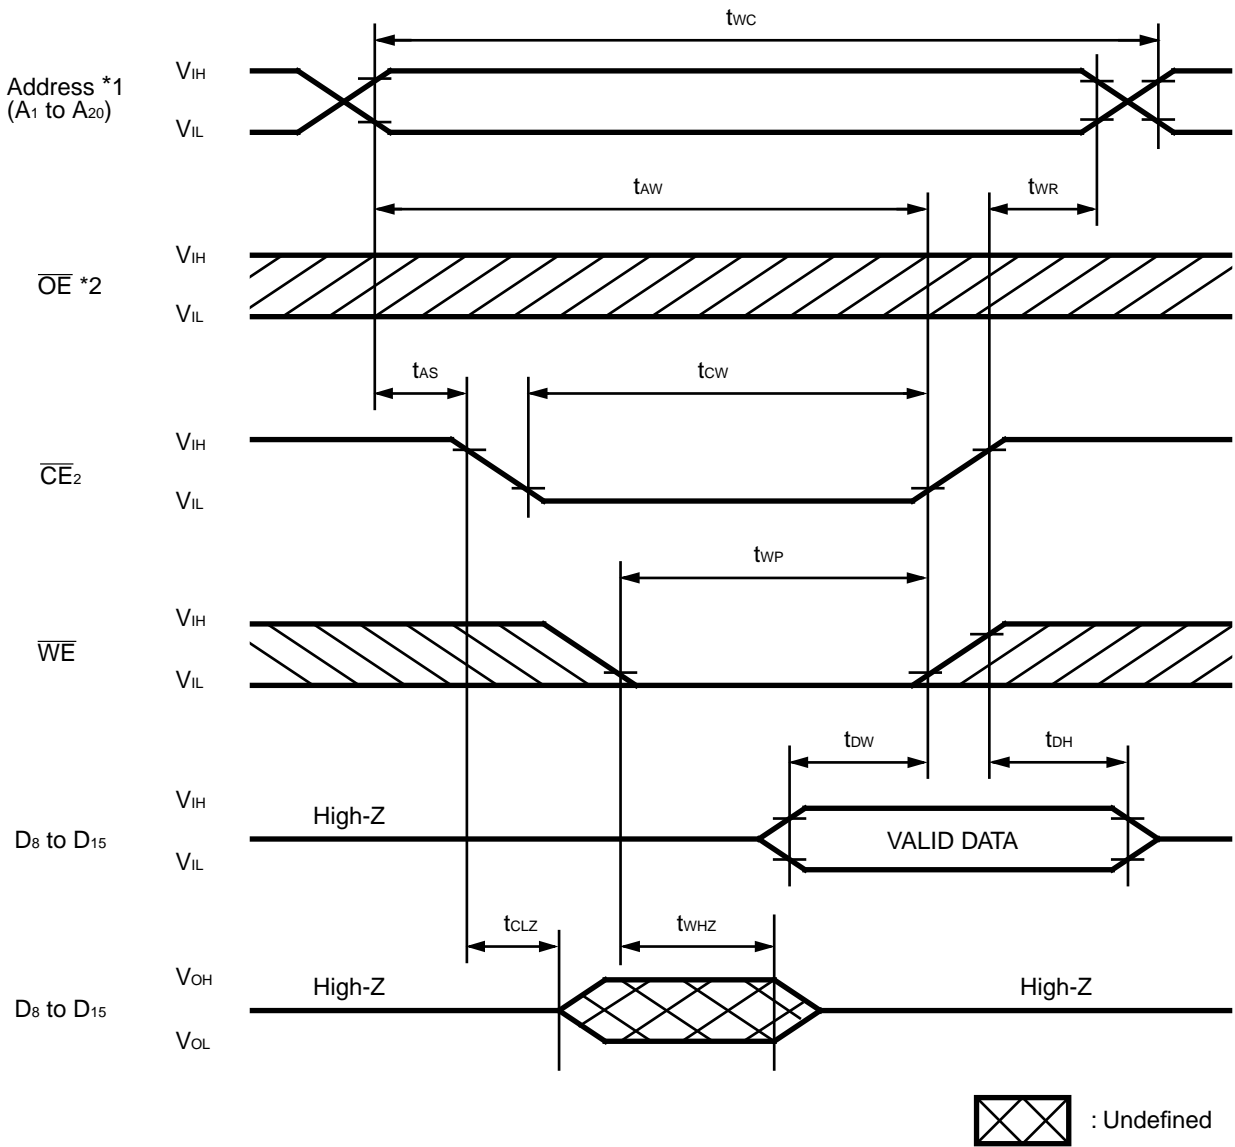 tWC
Address *1
(A1 to A20)
VIH
VIL
tAW
tWR
OE *2
VIH
VIL
tAS
tCW
CE2
VIH
VIL
tWP
WE
VIH
VIL
tDW
tDH
D8 to D15
VIH
VIL
High-Z
VALID DATA
tCLZ
tWHZ
D8 to D15
VOH
VOL
High-Z
High-Z
: Undefined